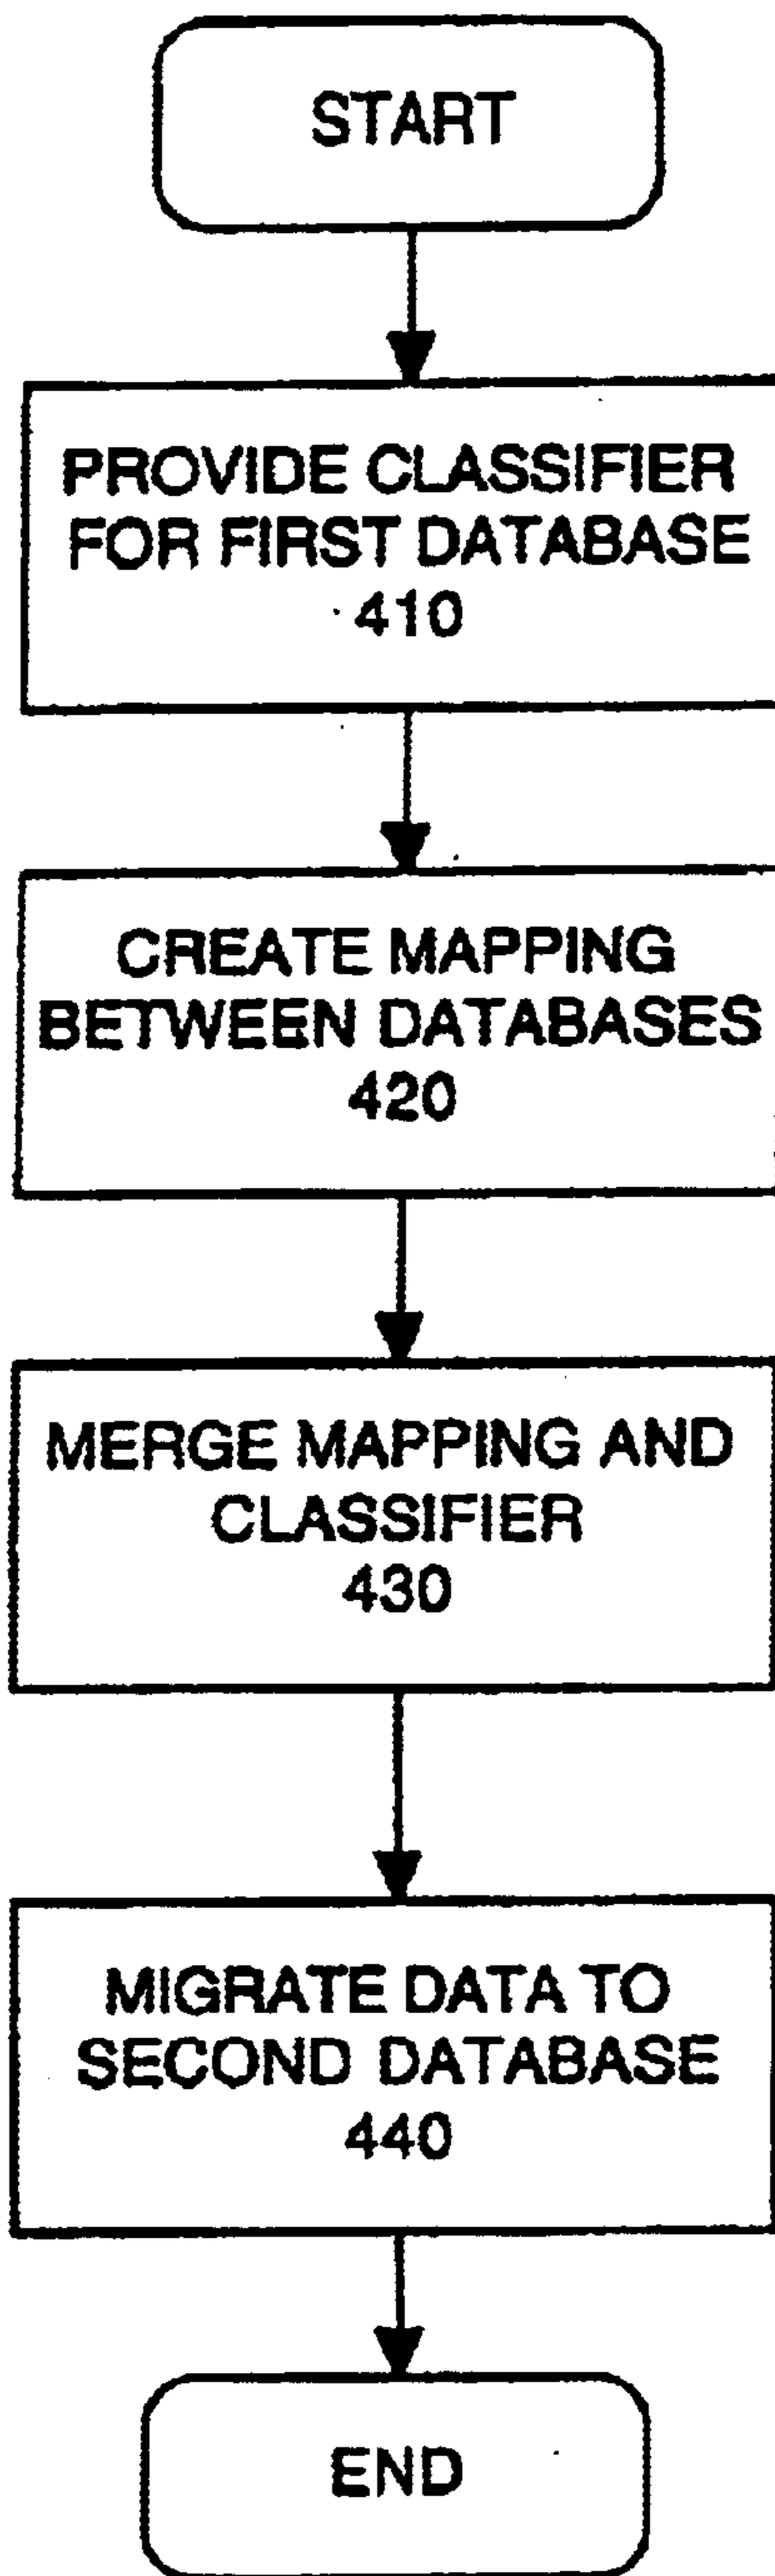 START
PROVIDE CLASSIFIER
FOR FIRST DATABASE
410
CREATE MAPPING
BETWEEN DATABASES
420
MERGE MAPPING AND
CLASSIFIER
430
MIGRATE DATA TO
SECOND DATABASE
440
END